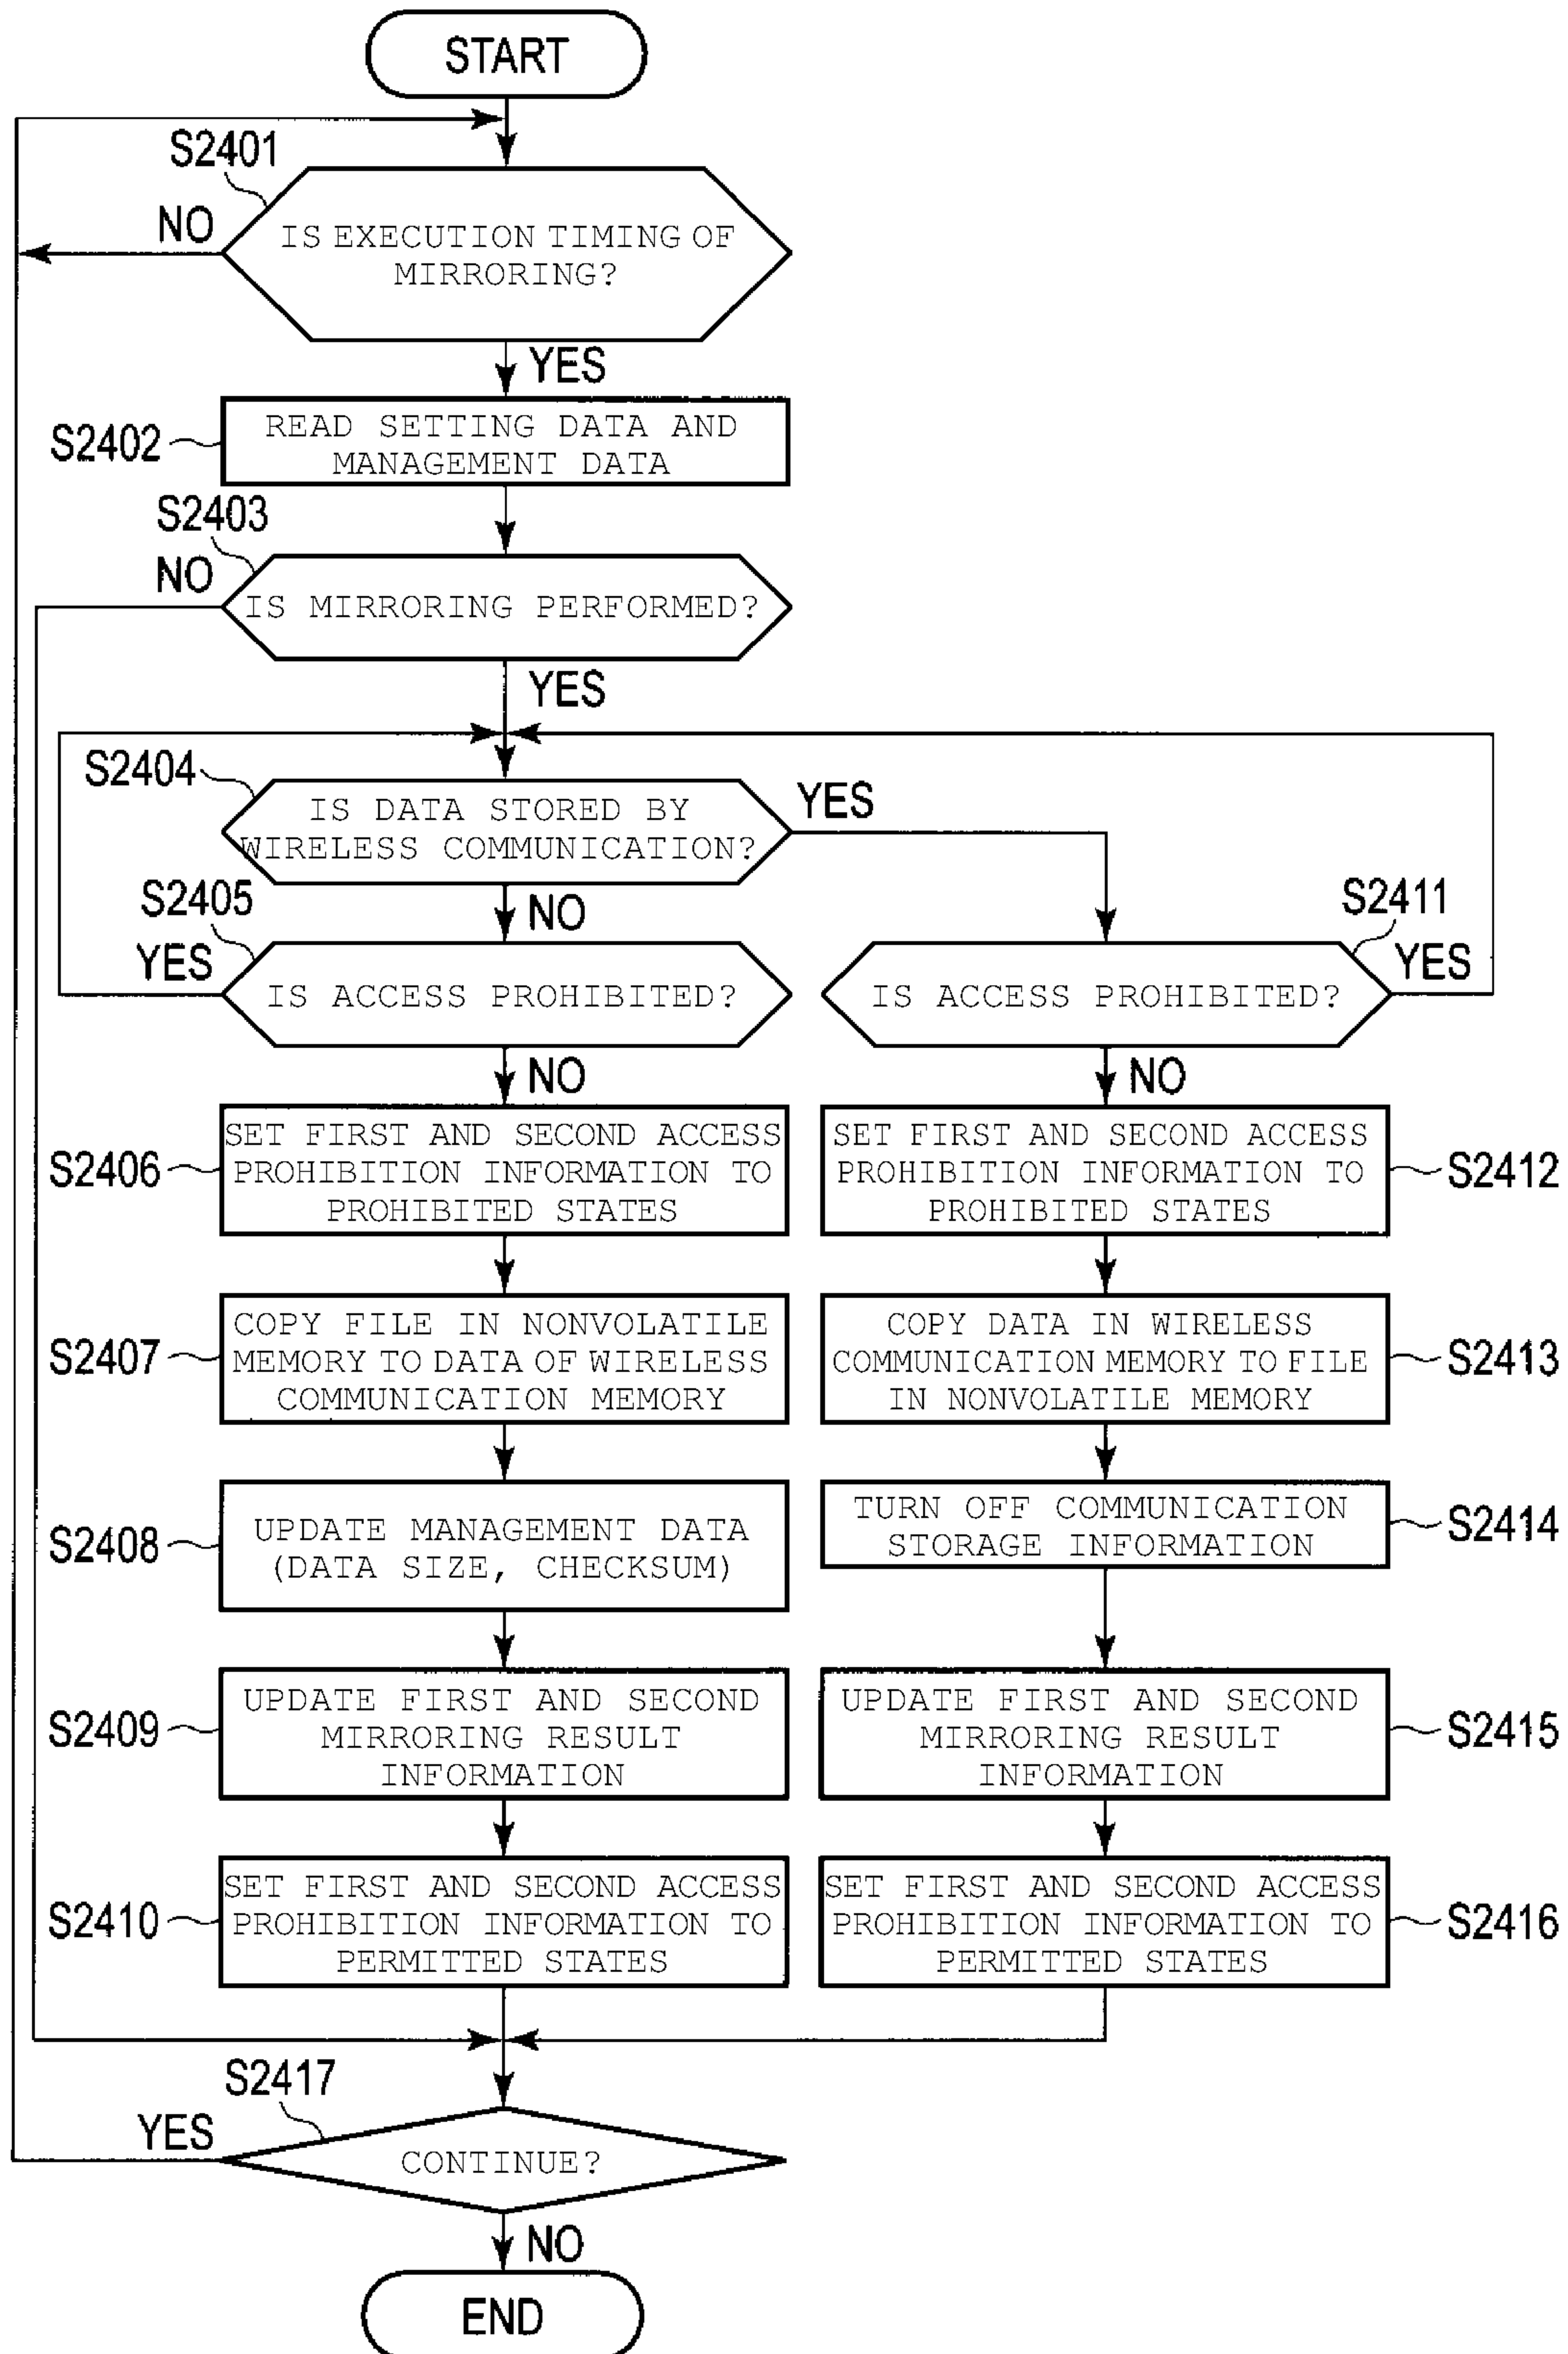 START
S2401
NO
IS EXECUTION TIMING OF
MIRRORING?
YES
S2402
READ SETTING DATA AND
MANAGEMENT DATA
S2403
NO
IS MIRRORING PERFORMED?
YES
S2404
IS DATA STORED BY
WIRELESS COMMUNICATION?
YES
S2405
NO
S2411
YES
IS ACCESS PROHIBITED?
IS ACCESS PROHIBITED?
YES
NO
NO
S2406
SET FIRST AND SECOND ACCESS
PROHIBITION INFORMATION TO
PROHIBITED STATES
SET FIRST AND SECOND ACCESS
PROHIBITION INFORMATION TO
PROHIBITED STATES
S2412
S2407
COPY FILE IN NONVOLATILE
MEMORY TO DATA OF WIRELESS
COMMUNICATION MEMORY
COPY DATA IN WIRELESS
COMMUNICATION MEMORY TO FILE
IN NONVOLATILE MEMORY
S2413
S2408
UPDATE MANAGEMENT DATA
(DATA SIZE, CHECKSUM)
TURN OFF COMMUNICATION
STORAGE INFORMATION
S2414
S2409
UPDATE FIRST AND SECOND
MIRRORING RESULT
INFORMATION
UPDATE FIRST AND SECOND
MIRRORING RESULT
INFORMATION
S2415
S2410
SET FIRST AND SECOND ACCESS
PROHIBITION INFORMATION TO
PERMITTED STATES
SET FIRST AND SECOND ACCESS
PROHIBITION INFORMATION TO
PERMITTED STATES
S2416
S2417
YES
CONTINUE?
NO
END